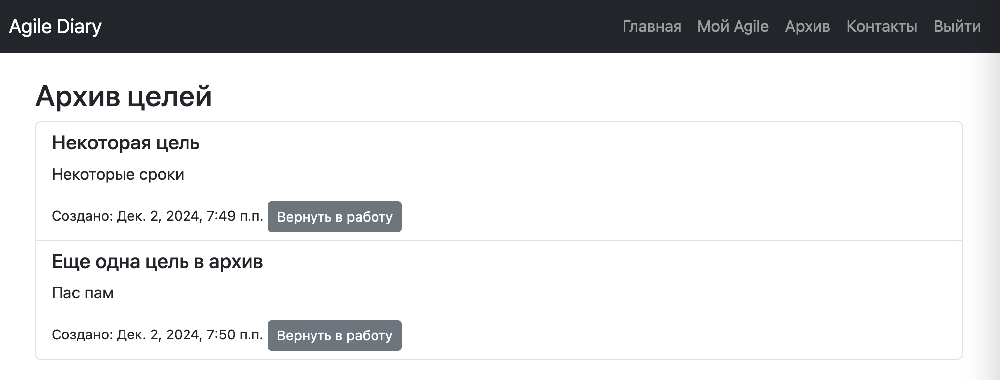 Agile Diary
Главная Мой Agile Архив Контакты Выйти
Архив целей
Некоторая цель
Некоторые сроки
Создано: Дек. 2, 2024, 7:49 п.п. Вернуть в работу
Еще одна цель в архив
Пас пам
Создано: Дек. 2, 2024, 7:50 п.п. Вернуть в работу